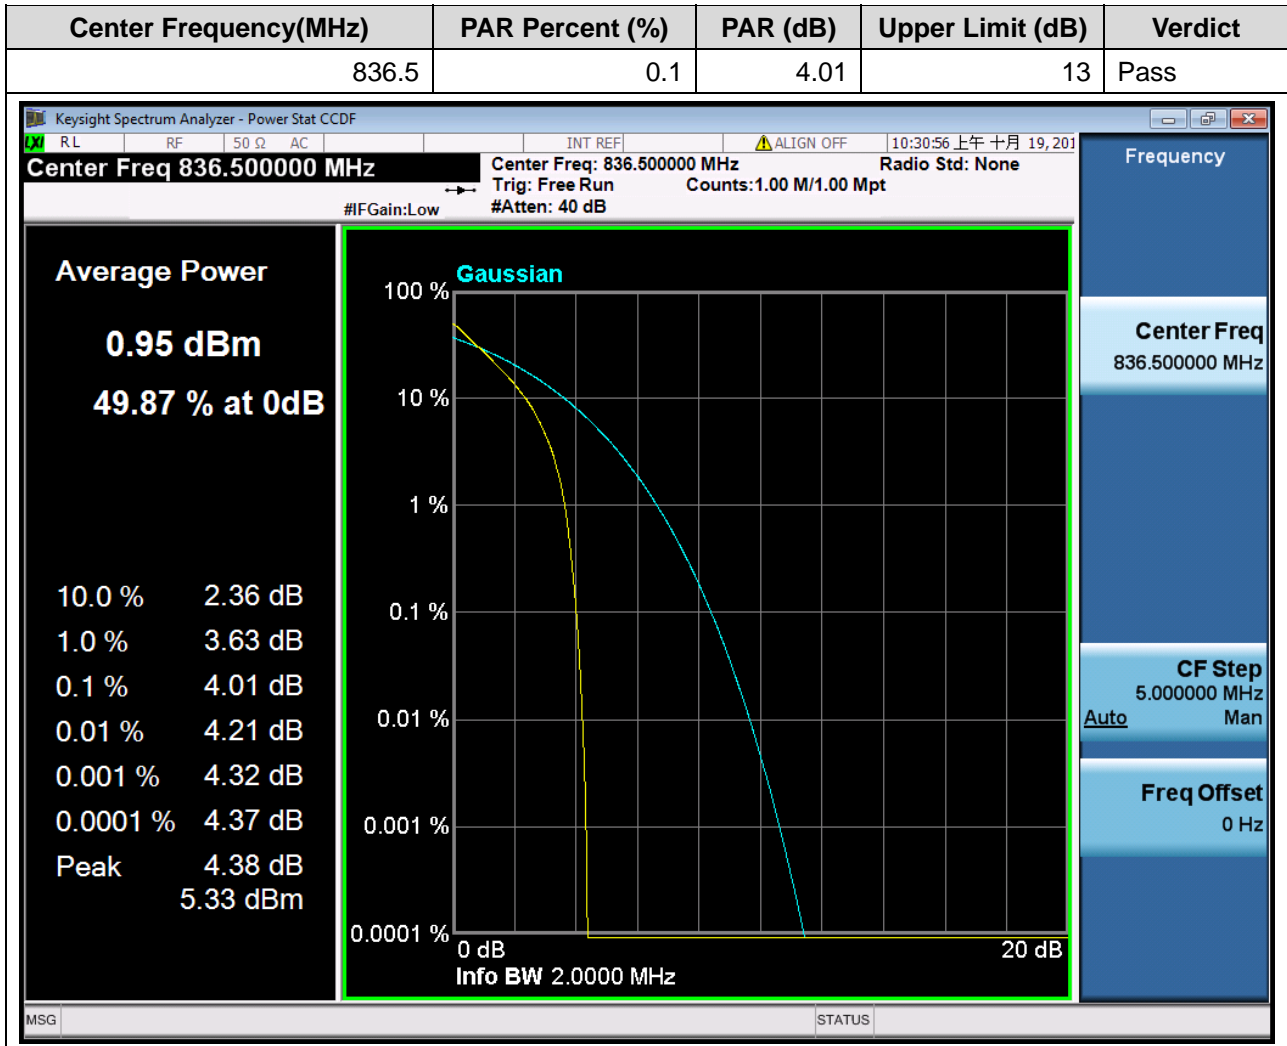 Center Frequency(MHz) PAR Percent (%) PAR (dB) Upper Limit (dB) Verdict
836.5 0.1 4.01 13 Pass
Keysight Spectrum Analyzer - Power Stat CCDF
LXI RL RF 50 Ω AC INT REF ALIGN OFF 10:30:56 上午 十月 19, 201
Center Freq 836.500000 MHz
Center Freq: 836.500000 MHz Radio Std: None
Trig: Free Run Counts:1.00 M/1.00 Mpt
#IFGain:Low #Atten: 40 dB
Average Power
0.95 dBm
49.87 % at 0dB
10.0 % 2.36 dB
1.0 % 3.63 dB
0.1 % 4.01 dB
0.01 % 4.21 dB
0.001 % 4.32 dB
0.0001 % 4.37 dB
Peak 4.38 dB
5.33 dBm
Gaussian
100 %
10 %
1 %
0.1 %
0.01 %
0.001 %
0.0001 %
0 dB 20 dB
Info BW 2.0000 MHz
Frequency
Center Freq
836.500000 MHz
CF Step
5.000000 MHz
Auto Man
Freq Offset
0 Hz
MSG STATUS